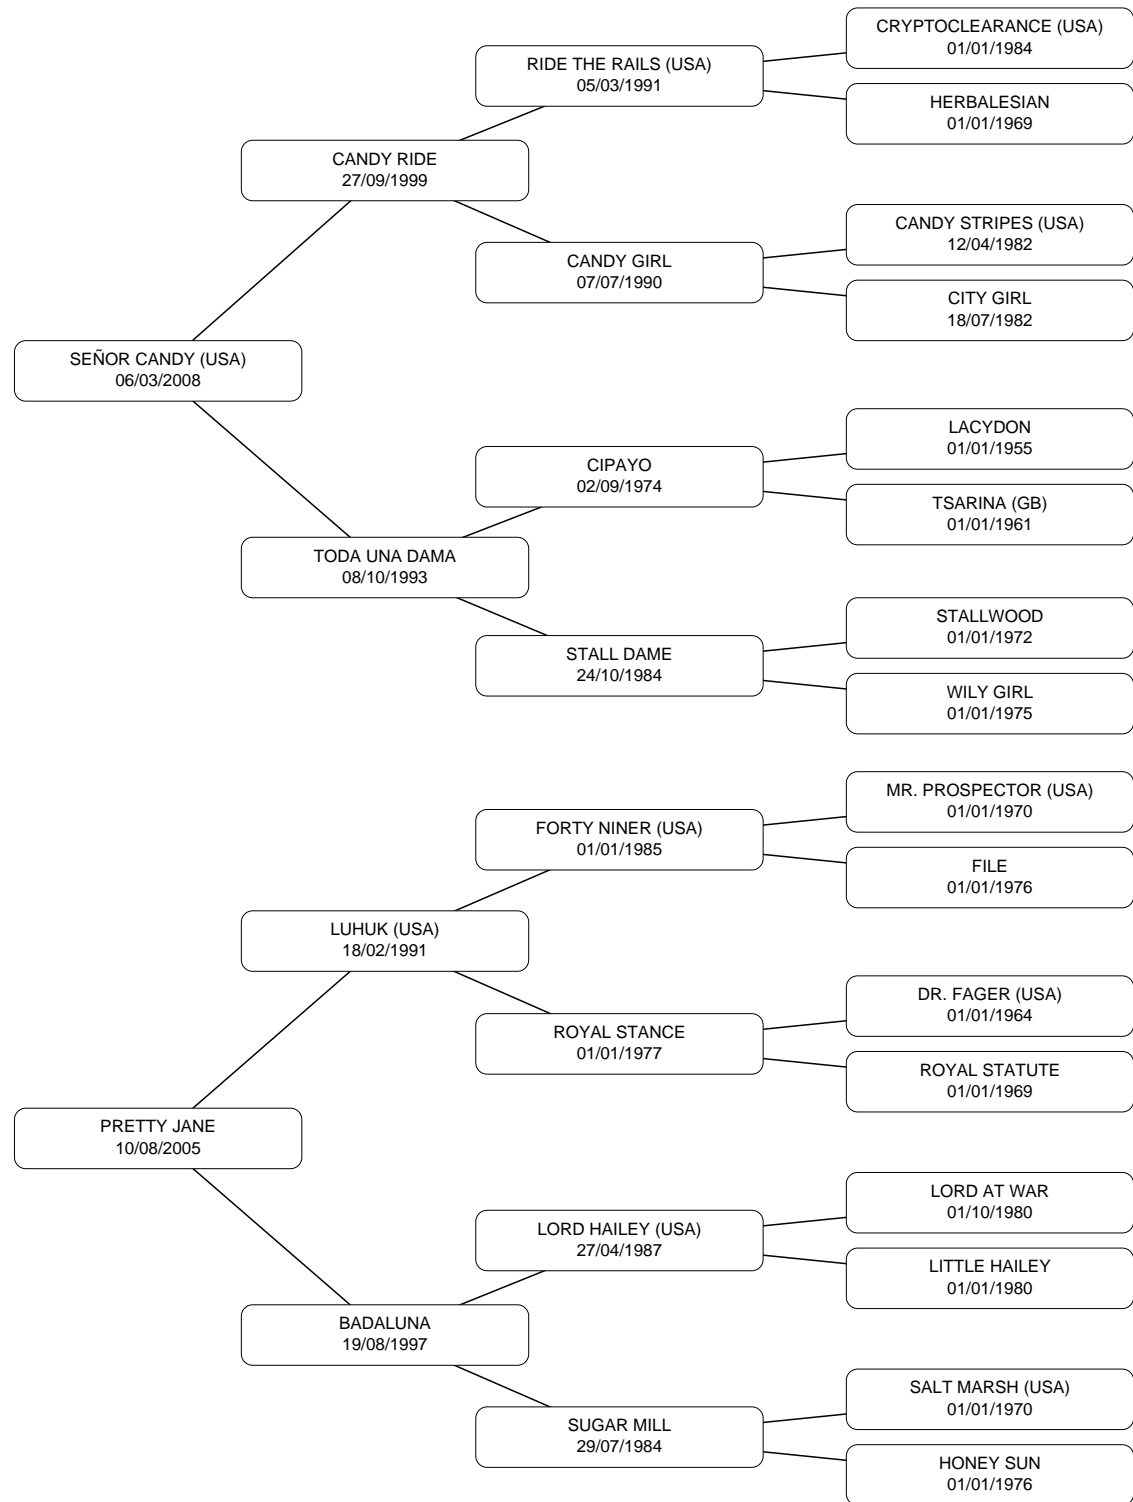 CRYPTOCLEARANCE (USA)
01/01/1984
RIDE THE RAILS (USA)
05/03/1991
HERBALESIAN
01/01/1969
CANDY RIDE
27/09/1999
CANDY STRIPES (USA)
12/04/1982
CANDY GIRL
07/07/1990
CITY GIRL
18/07/1982
SEÑOR CANDY (USA)
06/03/2008
LACYDON
01/01/1955
CIPAYO
02/09/1974
TSARINA (GB)
01/01/1961
TODA UNA DAMA
08/10/1993
STALLWOOD
01/01/1972
STALL DAME
24/10/1984
WILY GIRL
01/01/1975
MR. PROSPECTOR (USA)
01/01/1970
FORTY NINER (USA)
01/01/1985
FILE
01/01/1976
LUHUK (USA)
18/02/1991
DR. FAGER (USA)
01/01/1964
ROYAL STANCE
01/01/1977
ROYAL STATUTE
01/01/1969
PRETTY JANE
10/08/2005
LORD AT WAR
01/10/1980
LORD HAILEY (USA)
27/04/1987
LITTLE HAILEY
01/01/1980
BADALUNA
19/08/1997
SALT MARSH (USA)
01/01/1970
SUGAR MILL
29/07/1984
HONEY SUN
01/01/1976